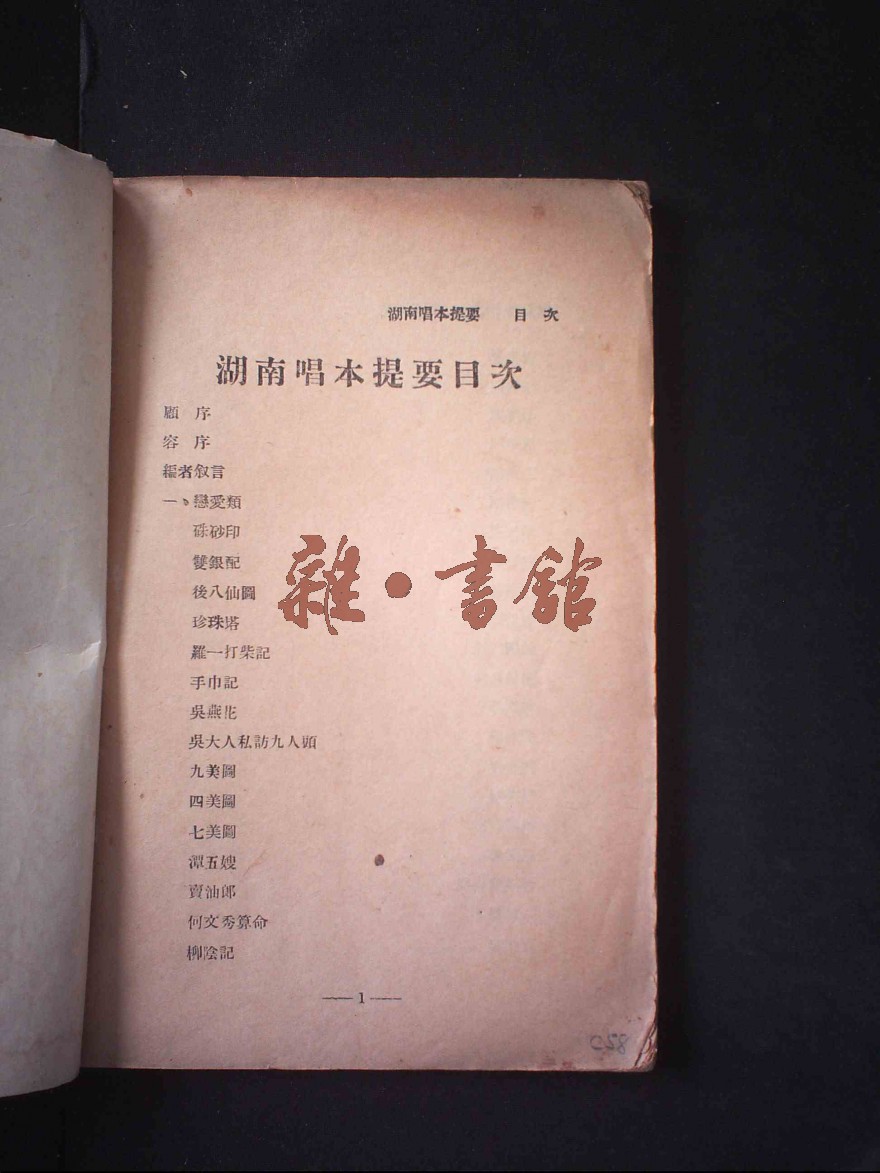 湖南唱本提要 目次
湖南唱本提要目次
顧序
容序
編者敘言
一、戀愛類
硃砂印
雙銀配
後八仙圖
珍珠塔
羅一打柴記
手巾記
吳燕花
吳大人私訪九人頭
九美圖
四美圖
七美圖
譚五嫂
賣油郎
何文秀算命
柳陰記
雜·書館
—1—